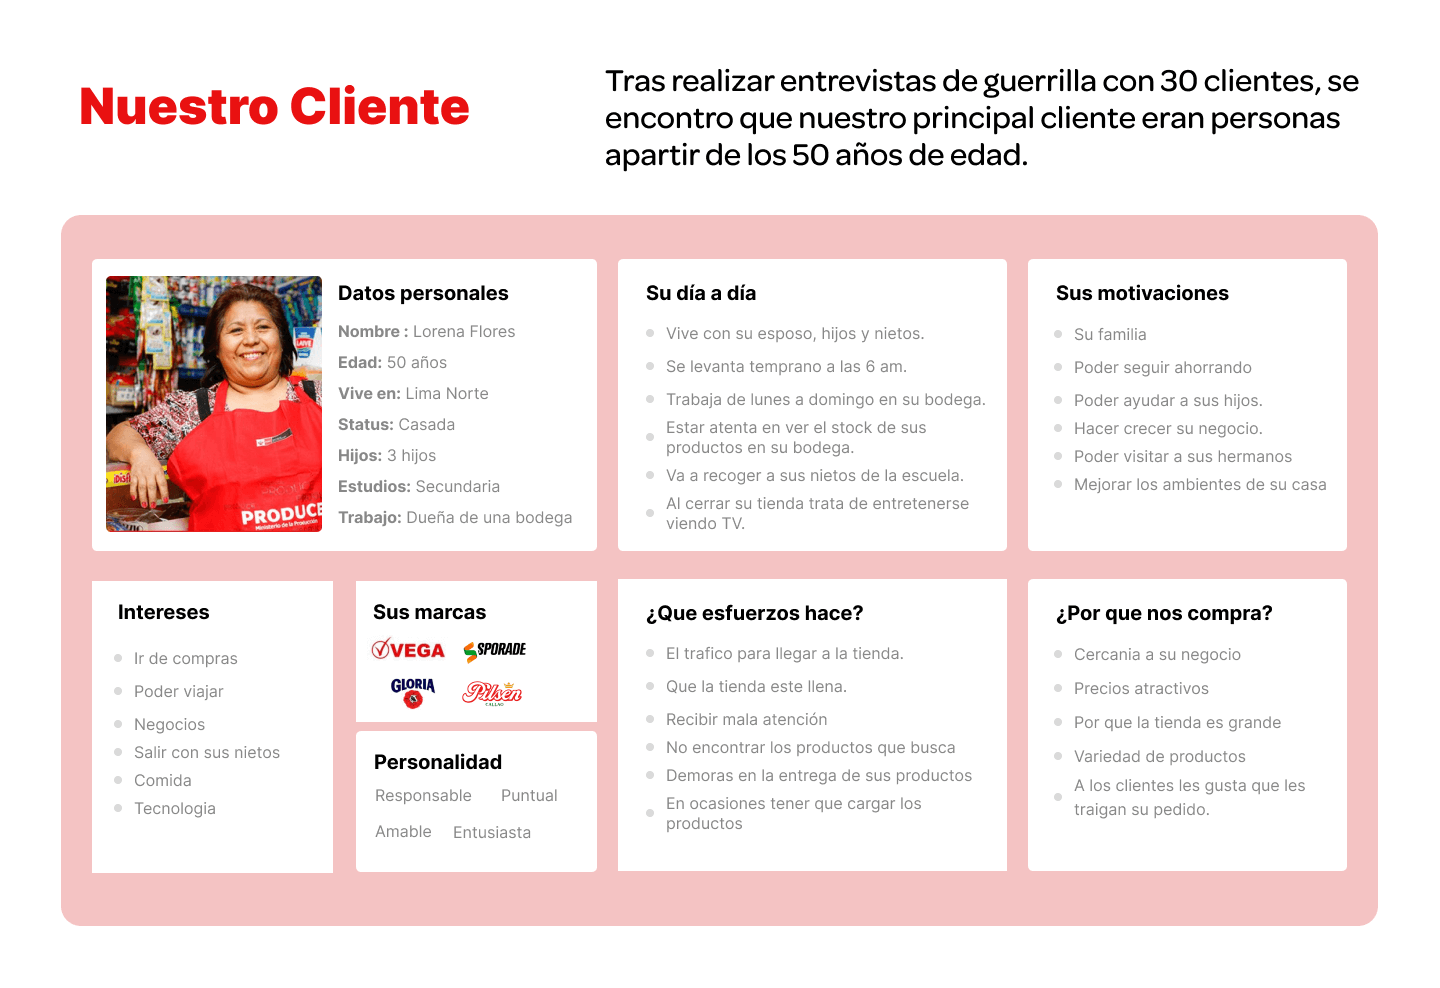 Nuestro Cliente
Tras realizar entrevistas de guerrilla con 30 clientes, se
encontro que nuestro principal cliente eran personas
apartir de los 50 años de edad.
PRODUCE
Ministerio de la Producción
Datos personales
Nombre : Lorena Flores
Edad: 50 años
Vive en: Lima Norte
Status: Casada
Hijos: 3 hijos
Estudios: Secundaria
Trabajo: Dueña de una bodega
Su día a día
Vive con su esposo, hijos y nietos.
Se levanta temprano a las 6 am.
Trabaja de lunes a domingo en su bodega.
Estar atenta en ver el stock de sus
productos en su bodega.
Va a recoger a sus nietos de la escuela.
Al cerrar su tienda trata de entretenerse
viendo TV.
Sus motivaciones
Su familia
Poder seguir ahorrando
Poder ayudar a sus hijos.
Hacer crecer su negocio.
Poder visitar a sus hermanos
Mejorar los ambientes de su casa
Intereses
Ir de compras
Poder viajar
Negocios
Salir con sus nietos
Comida
Tecnologia
Sus marcas
VEGA
SPORADE
GLORIA
Pilsen
CALLAO
Personalidad
Responsable Puntual
Amable Entusiasta
¿Que esfuerzos hace?
El trafico para llegar a la tienda.
Que la tienda este llena.
Recibir mala atención
No encontrar los productos que busca
Demoras en la entrega de sus productos
En ocasiones tener que cargar los
productos
¿Por que nos compra?
Cercania a su negocio
Precios atractivos
Por que la tienda es grande
Variedad de productos
A los clientes les gusta que les
traigan su pedido.